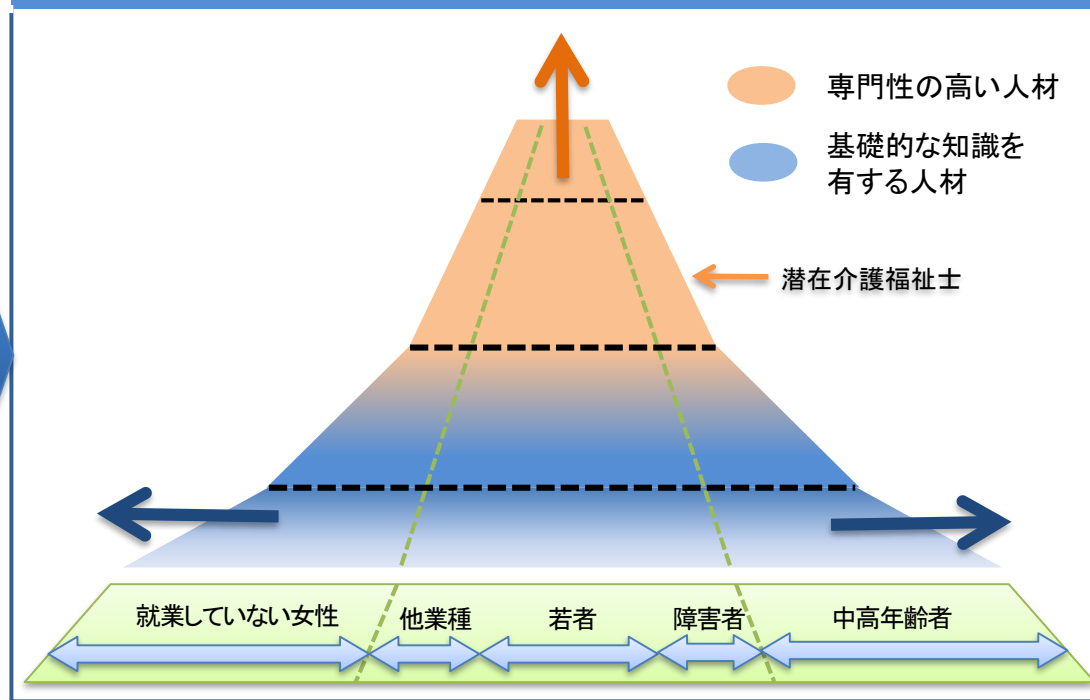 専門性の高い人材
基礎的な知識を
有する人材
潜在介護福祉士
就業していない女性
他業種
若者
障害者
中高年齢者